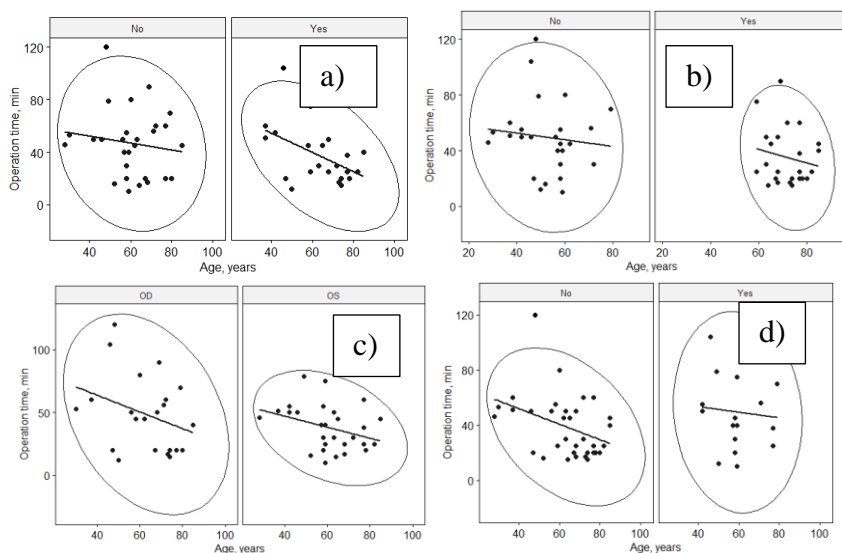 No Yes
120
80
40
0
Operation time, min
40 60 80 100 40 60 80 100
Age, years
a)
No Yes
120
80
40
0
Operation time, min
20 40 60 80 20 40 60 80
Age, years
b)
OD OS
100
50
0
Operation time, min
40 60 80 100 40 60 80 100
Age, years
c)
No Yes
120
80
40
0
Operation time, min
40 60 80 100 40 60 80 100
Age, years
d)